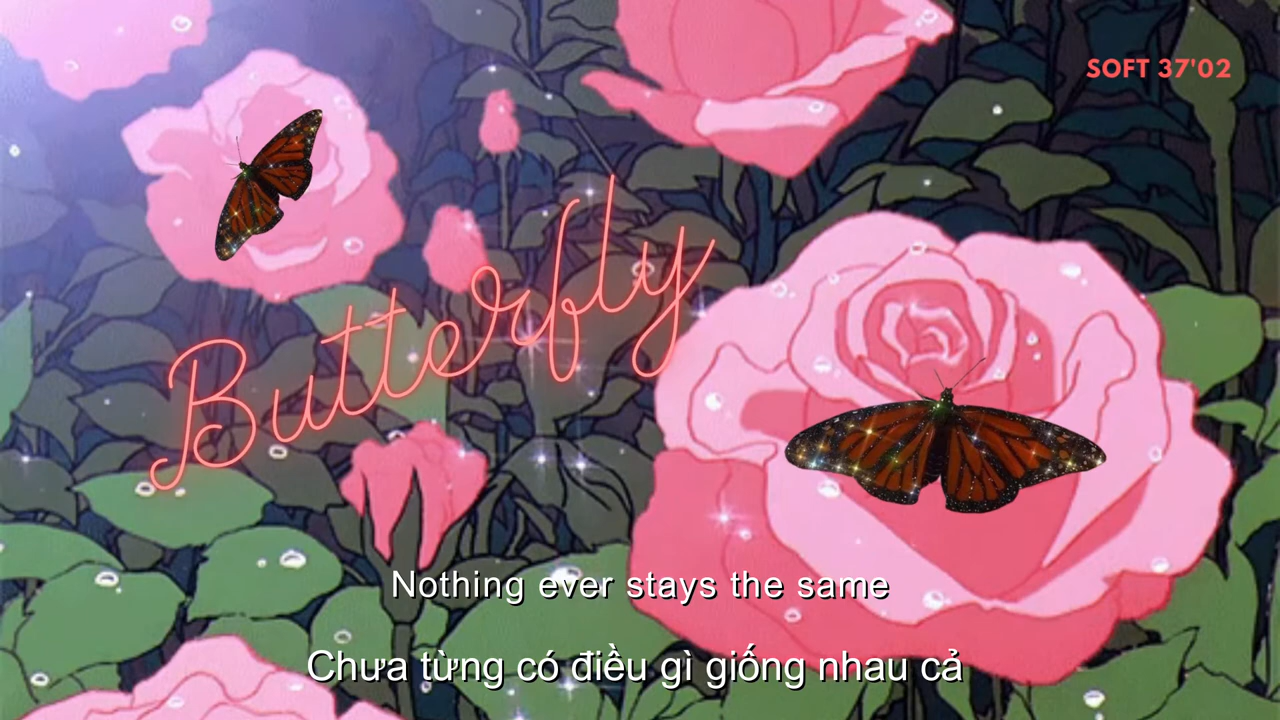 SOFT 37'02
Butterfly
Nothing ever stays the same
Chưa từng có điều gì giống nhau cả